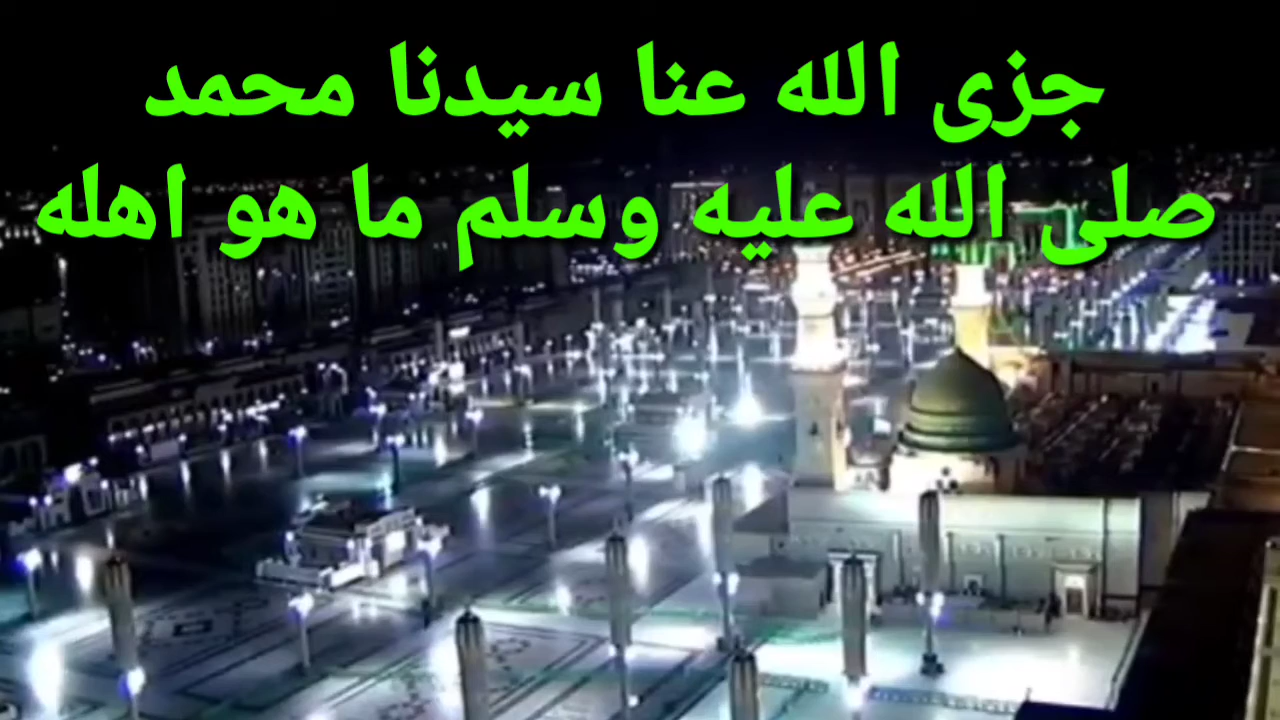 جزى الله عنا سيدنا محمد
صلى الله عليه وسلم ما هو اهله